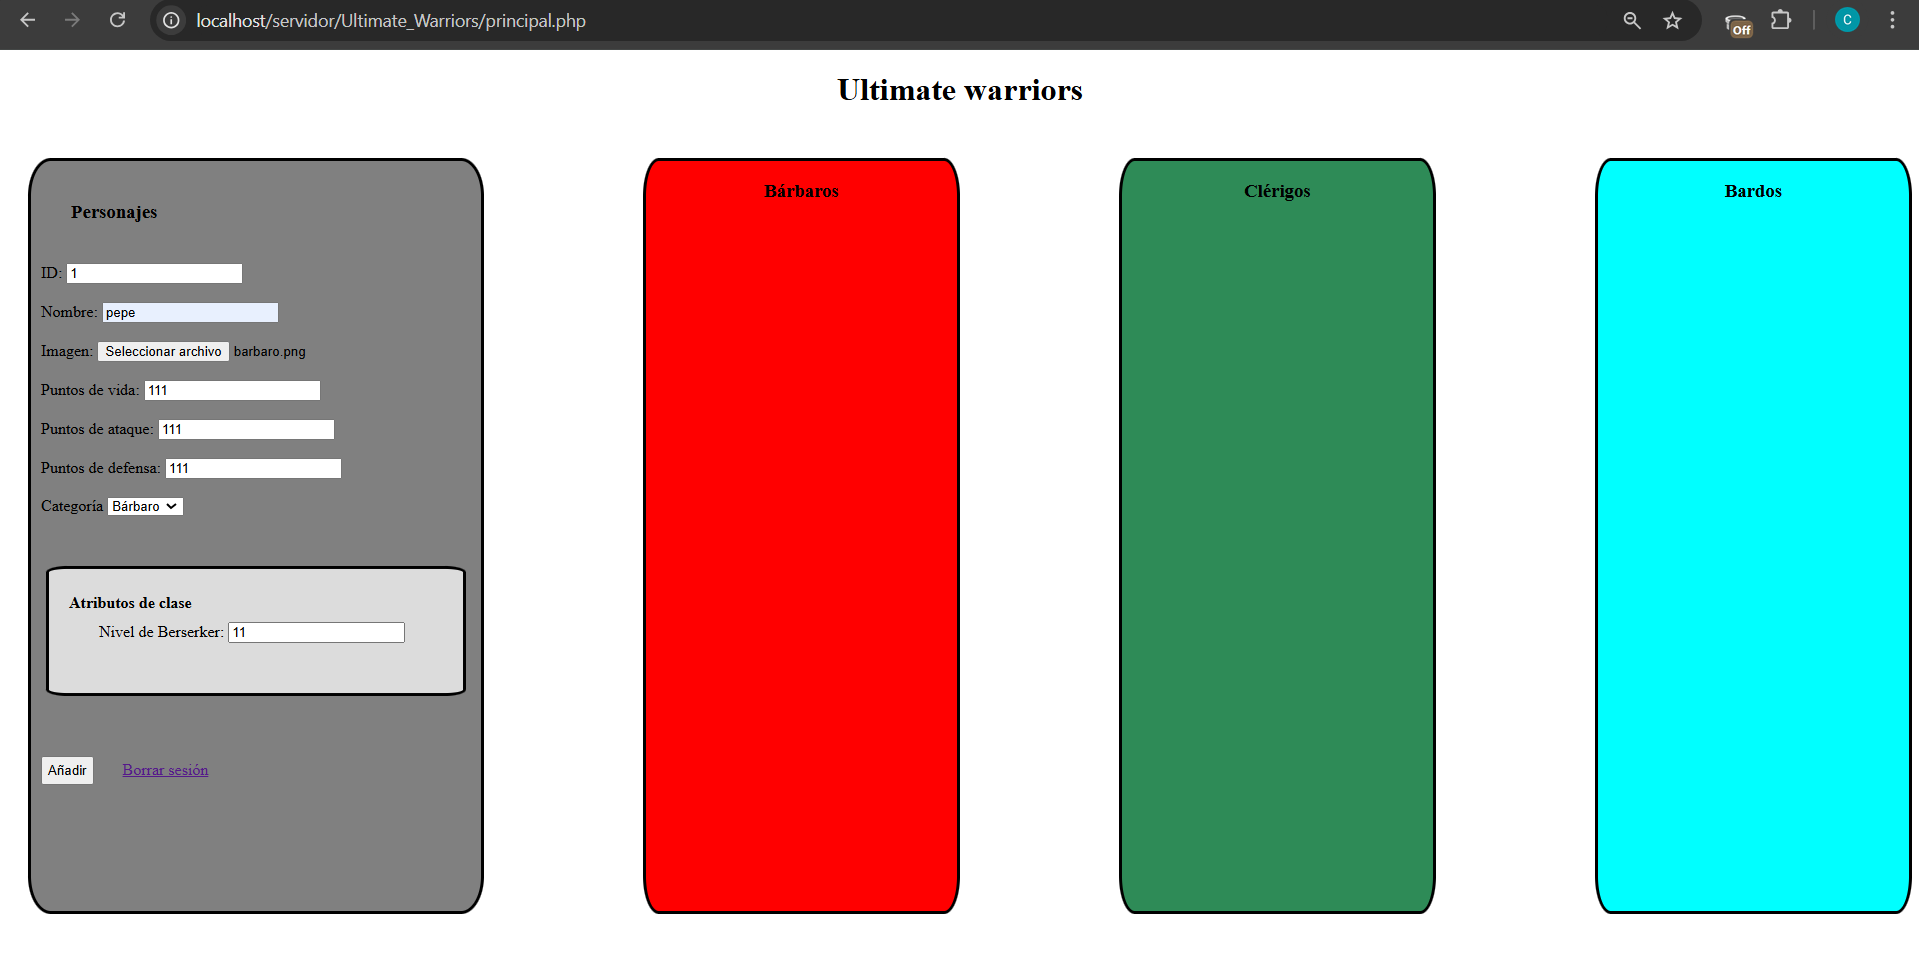 localhost/servidor/Ultimate_Warriors/principal.php
Off
C
Ultimate warriors
Personajes
ID: 1
Nombre: pepe
Imagen: Seleccionar archivo barbaro.png
Puntos de vida: 111
Puntos de ataque: 111
Puntos de defensa: 111
Categoría Bárbaro
Atributos de clase
Nivel de Berserker: 11
Añadir Borrar sesión
Bárbaros
Clérigos
Bardos